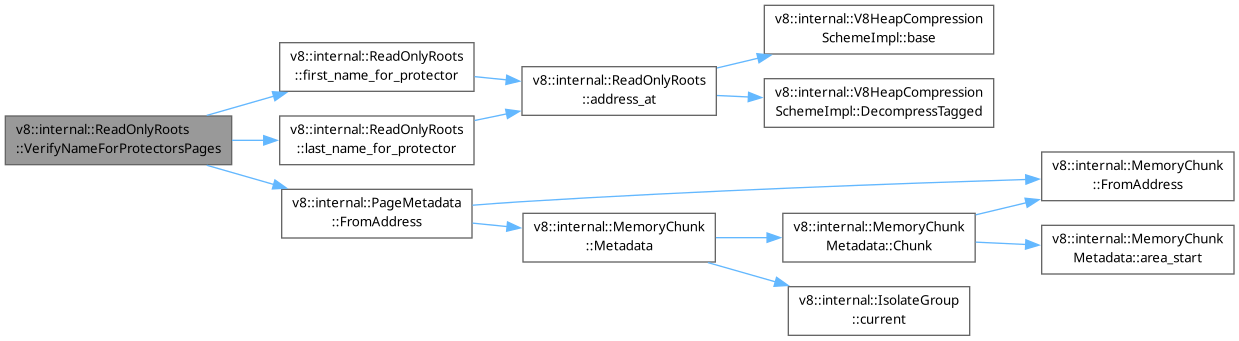 v8::internal::ReadOnlyRoots
::VerifyNameForProtectorsPages
v8::internal::ReadOnlyRoots
::first_name_for_protector
v8::internal::ReadOnlyRoots
::last_name_for_protector
v8::internal::PageMetadata
::FromAddress
v8::internal::ReadOnlyRoots
::address_at
v8::internal::MemoryChunk
::Metadata
v8::internal::V8HeapCompression
SchemeImpl::base
v8::internal::V8HeapCompression
SchemeImpl::DecompressTagged
v8::internal::MemoryChunk
Metadata::Chunk
v8::internal::IsolateGroup
::current
v8::internal::MemoryChunk
::FromAddress
v8::internal::MemoryChunk
Metadata::area_start